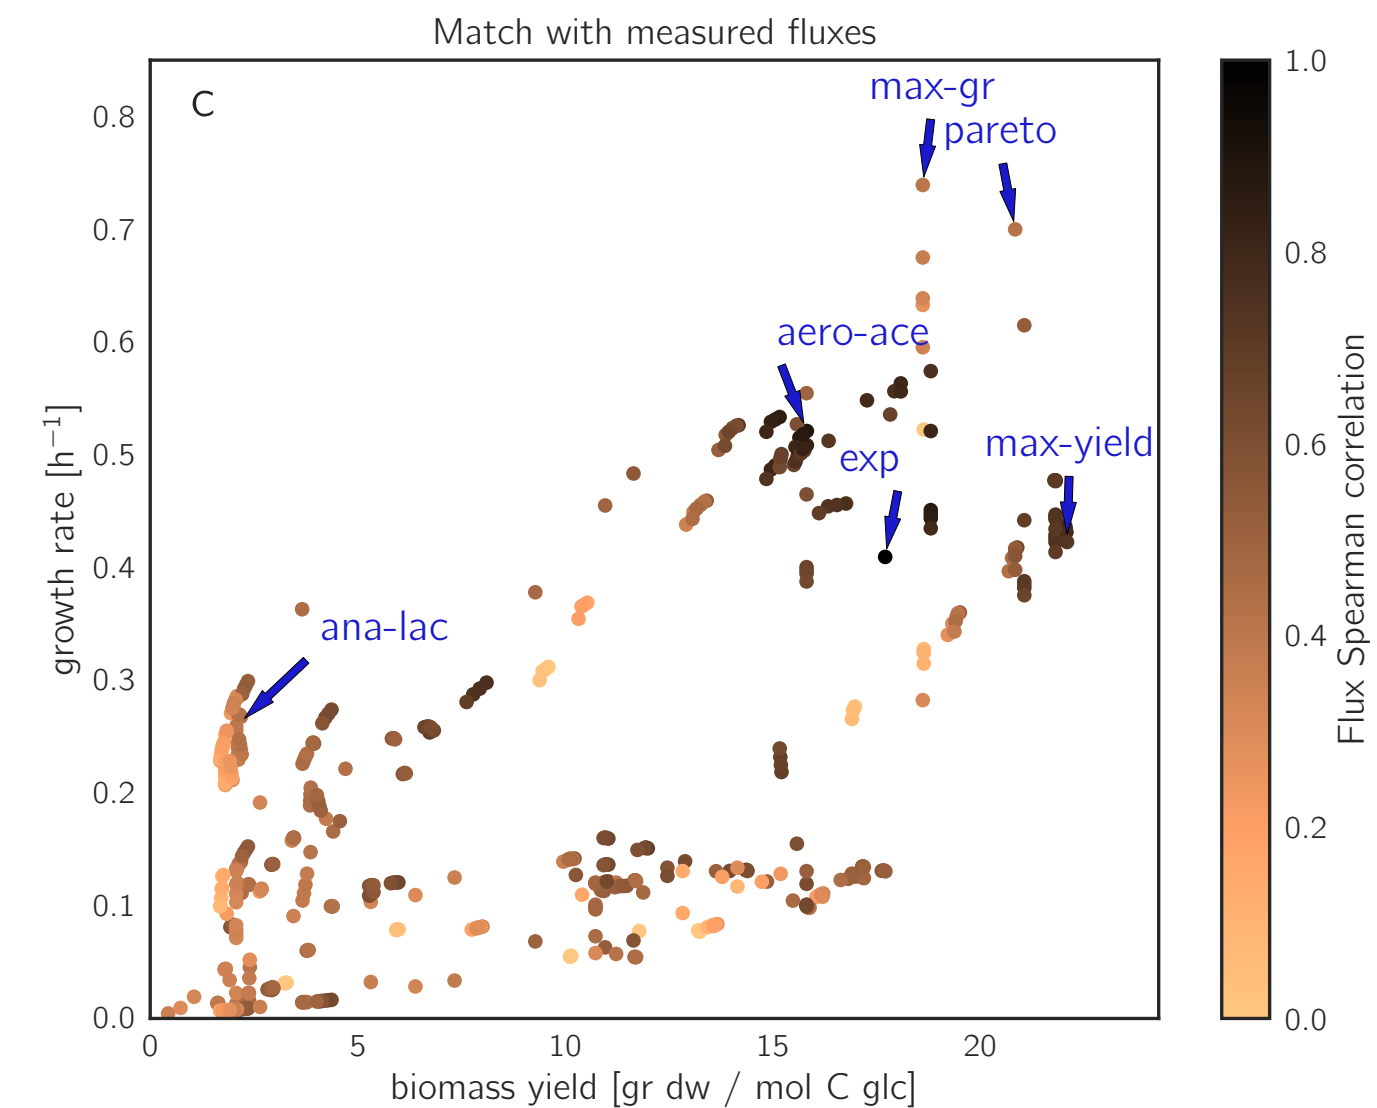 Match with measured fluxes
C
max-gr
pareto
aero-ace
exp
max-yield
ana-lac
growth rate [h⁻¹]
0.8
0.7
0.6
0.5
0.4
0.3
0.2
0.1
0.0
0
5
10
15
20
biomass yield [gr dw / mol C glc]
1.0
0.8
0.6
0.4
0.2
0.0
Flux Spearman correlation